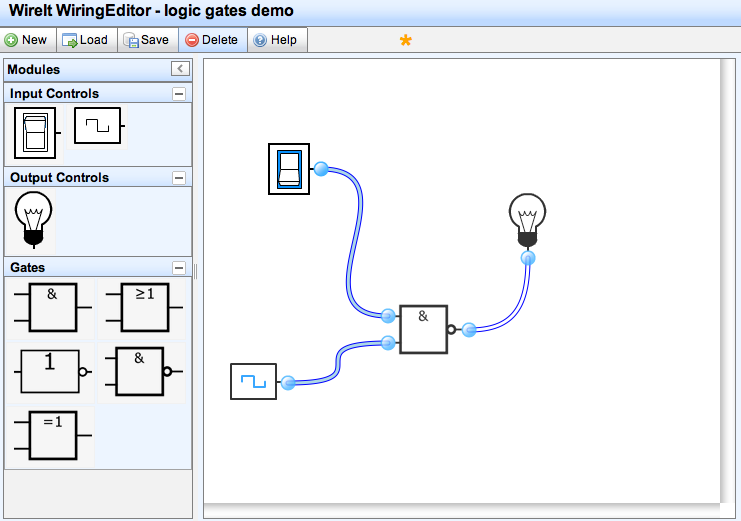 WireIt WiringEditor - logic gates demo
New Load Save Delete Help *
Modules <
Input Controls
Output Controls
Gates
& ≥1
1 &
=1
&